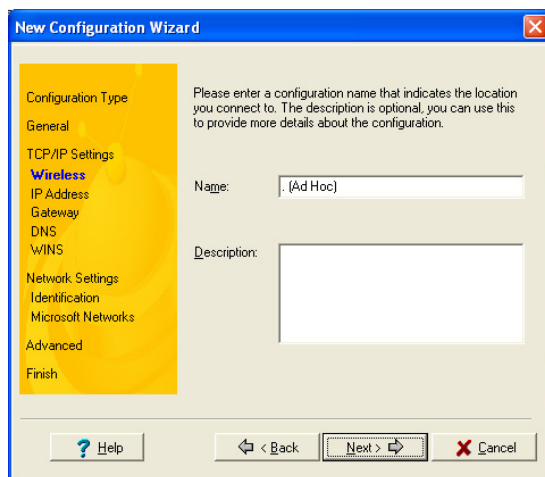 New Configuration Wizard
Configuration Type
General
TCP/IP Settings
Wireless
IP Address
Gateway
DNS
WINS
Network Settings
Identification
Microsoft Networks
Advanced
Finish
Please enter a configuration name that indicates the location
you connect to. The description is optional, you can use this
to provide more details about the configuration.
Name:
. (Ad Hoc)
Description:
? Help
< Back
Next >
Cancel